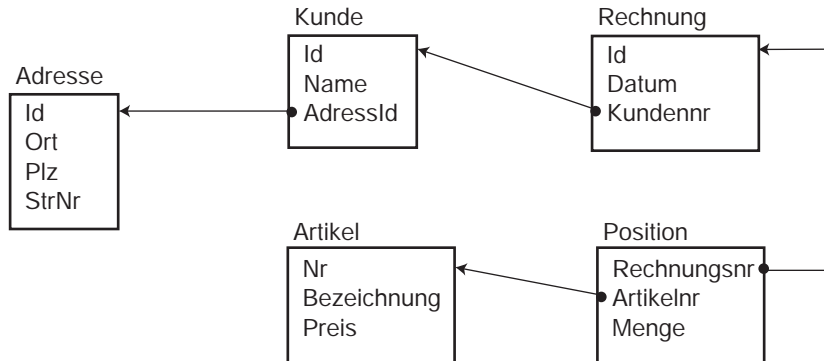 Kunde
Id
Name
AdressId
Rechnung
Id
Datum
Kundennr
Adresse
Id
Ort
Plz
StrNr
Artikel
Nr
Bezeichnung
Preis
Position
Rechnungsnr
Artikelnr
Menge